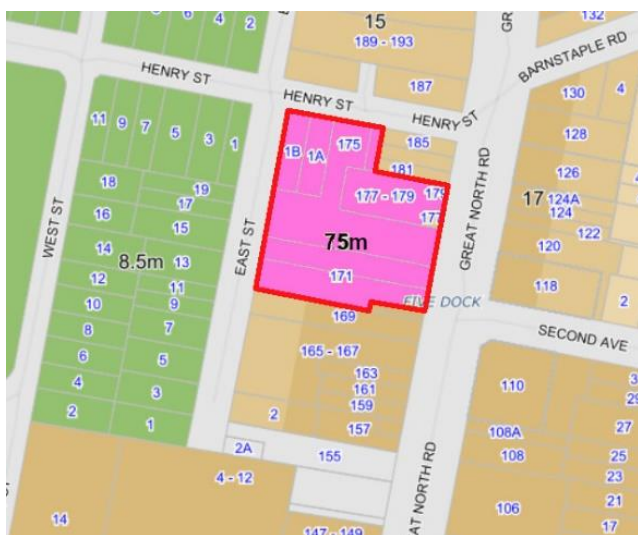 132
6
4
2
15
189 - 193
GR
BARNSTAPLE RD
HENRY ST
187
130
4
HENRY ST
HENRY ST
128
11
9
7
5
3
1
1B
1A
175
185
181
126
18
19
177 - 179
179
17
124A
17
177
124
16
15
122
WEST ST
EAST ST
75m
GREAT NORTH RD
120
14
8.5m
13
12
171
118
11
2
10
9
FIVE DOCK
169
SECOND AVE
8
7
165 - 167
6
5
163
110
161
4
3
159
27
2
1
2
157
108A
108
25
2A
155
4 - 12
23
106
21
14
147 - 149
17
AT NORTH RD